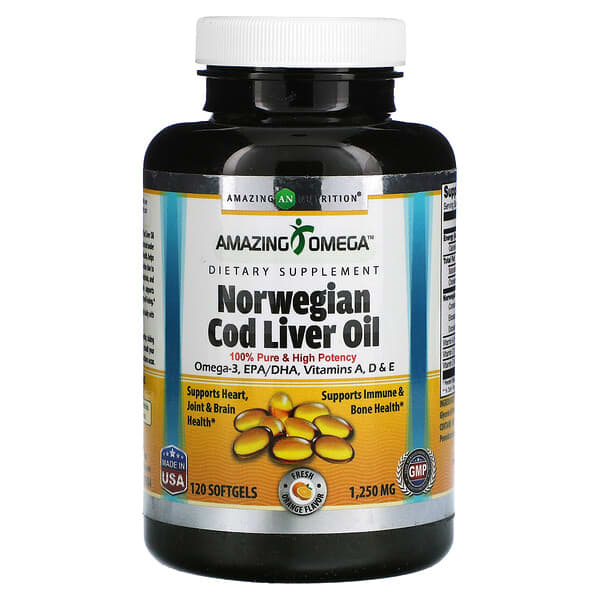 AMAZING AN NUTRITION®
AMAZING OMEGA™
DIETARY SUPPLEMENT
Norwegian
Cod Liver Oil
100% Pure & High Potency
Omega-3, EPA/DHA, Vitamins A, D & E
Supports Heart,
Joint & Brain
Health*
Supports Immune &
Bone Health*
MADE IN
USA
120 SOFTGELS
FRESH
ORANGE FLAVOR
1,250 MG
GMP